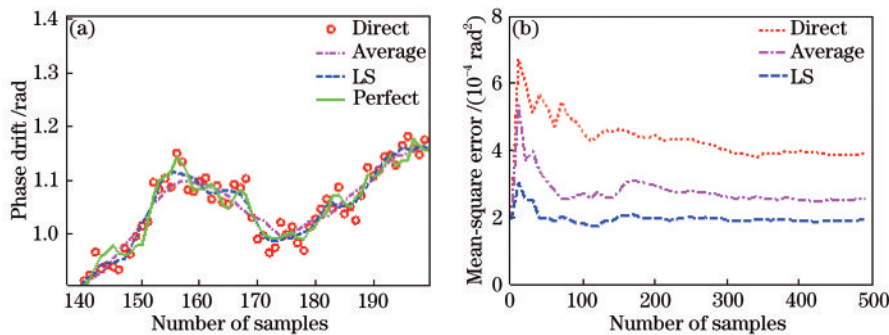 (a)
Direct
Average
LS
Perfect
1.4
1.3
1.2
1.1
1.0
Phase drift /rad
140 150 160 170 180 190
Number of samples
(b)
Direct
Average
LS
8
6
4
2
0
Mean-square error /(10⁻⁴ rad²)
0 100 200 300 400 500
Number of samples